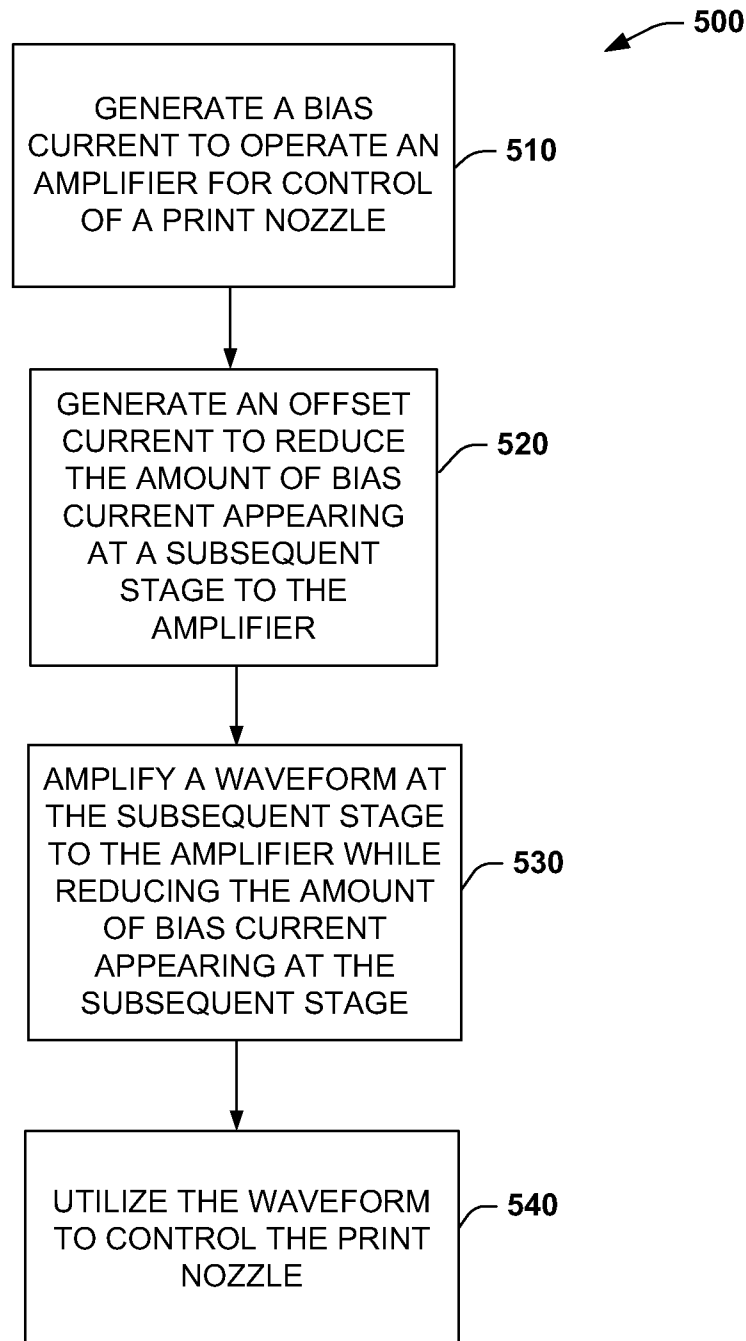 500
GENERATE A BIAS
CURRENT TO OPERATE AN
AMPLIFIER FOR CONTROL
OF A PRINT NOZZLE
510
GENERATE AN OFFSET
CURRENT TO REDUCE
THE AMOUNT OF BIAS
CURRENT APPEARING
AT A SUBSEQUENT
STAGE TO THE
AMPLIFIER
520
AMPLIFY A WAVEFORM AT
THE SUBSEQUENT STAGE
TO THE AMPLIFIER WHILE
REDUCING THE AMOUNT
OF BIAS CURRENT
APPEARING AT THE
SUBSEQUENT STAGE
530
UTILIZE THE WAVEFORM
TO CONTROL THE PRINT
NOZZLE
540